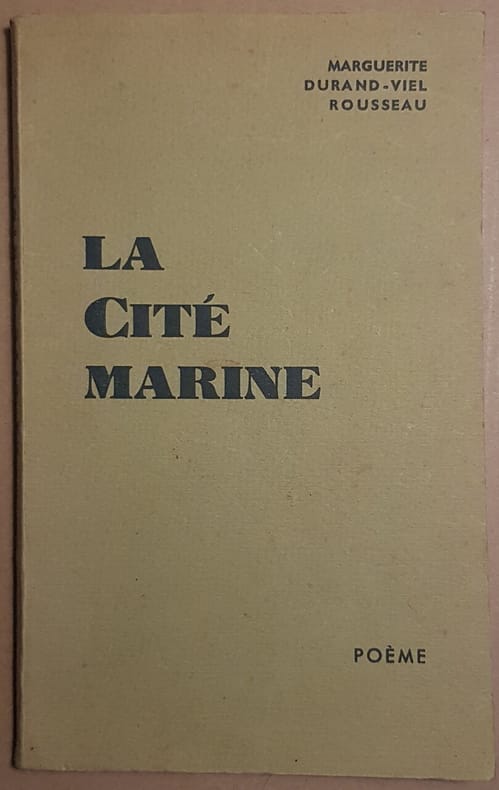 MARGUERITE
DURAND-VIEL
ROUSSEAU
LA
CITÉ
MARINE
POÈME